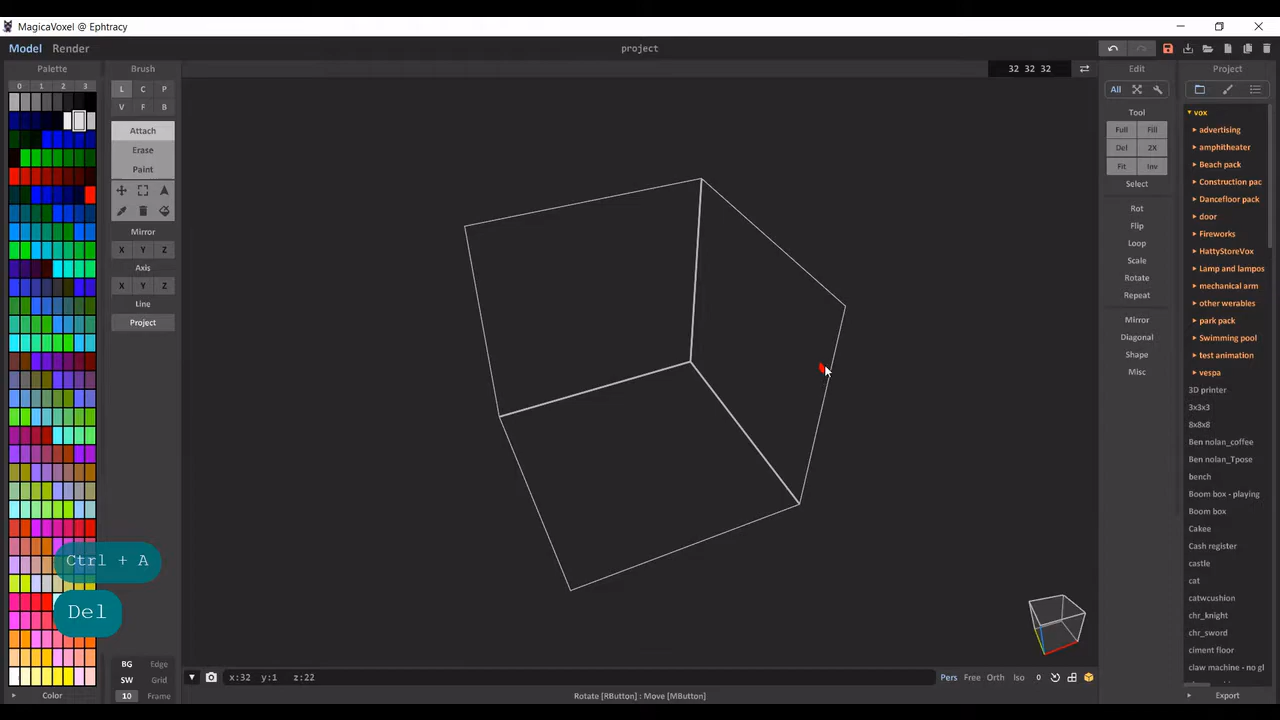 MagicaVoxel @ Ephtracy
Model Render
project
Palette
0 1 2 3
Brush
L C P
V F B
Attach
Erase
Paint
Mirror
X Y Z
Axis
X Y Z
Line
Project
BG Edge
SW Grid
10 Frame
Color
Ctrl + A
Del
32 32 32
x:32 y:1 z:22
Pers Free Orth Iso 0
Rotate [RButton] : Move [MButton]
Edit
All
Tool
Full Fill
Del 2X
Fit Inv
Select
Rot
Flip
Loop
Scale
Rotate
Repeat
Mirror
Diagonal
Shape
Misc
Project
vox
advertising
amphitheater
Beach pack
Construction pac
Dancefloor pack
door
Fireworks
HattyStoreVox
Lamp and lampos
mechanical arm
other werables
park pack
Swimming pool
test animation
vespa
3D printer
3x3x3
8x8x8
Ben nolan_coffee
Ben nolan_Tpose
bench
Boom box - playing
Boom box
Cakee
Cash register
castle
cat
catwcushion
chr_knight
chr_sword
ciment floor
claw machine - no gl
Export